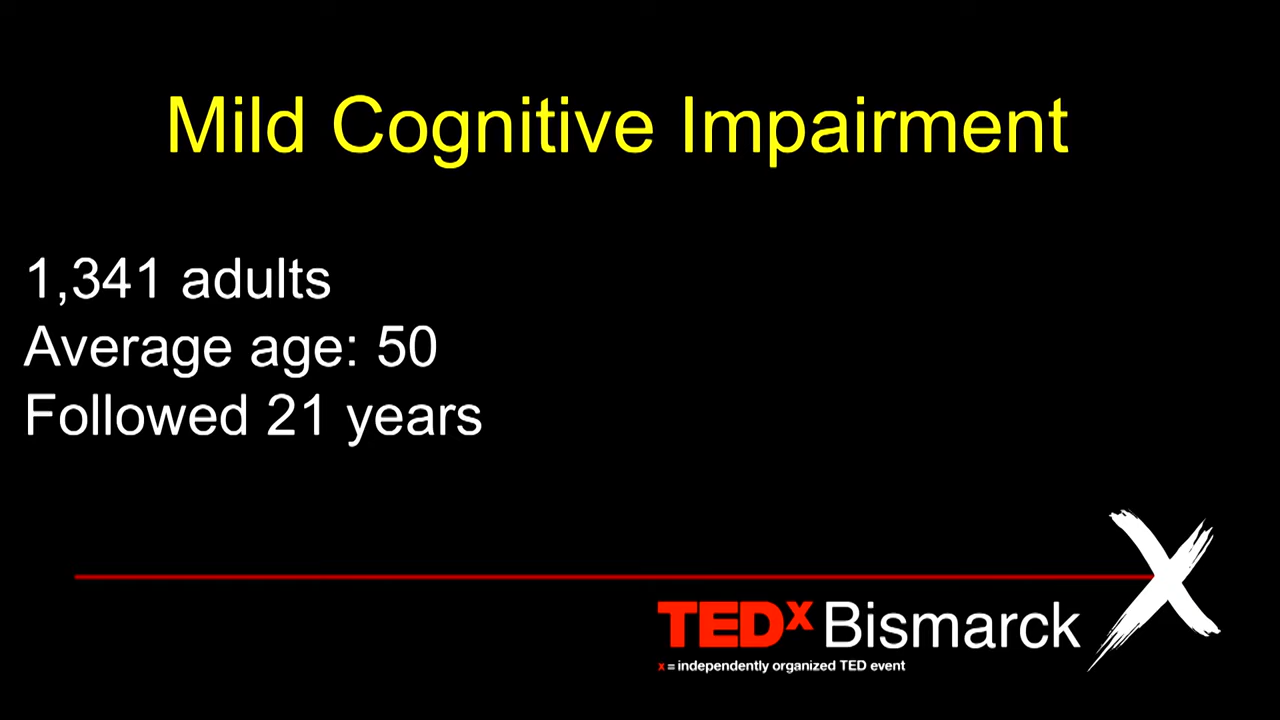 Mild Cognitive Impairment
1,341 adults
Average age: 50
Followed 21 years
TEDx Bismarck
x = independently organized TED event